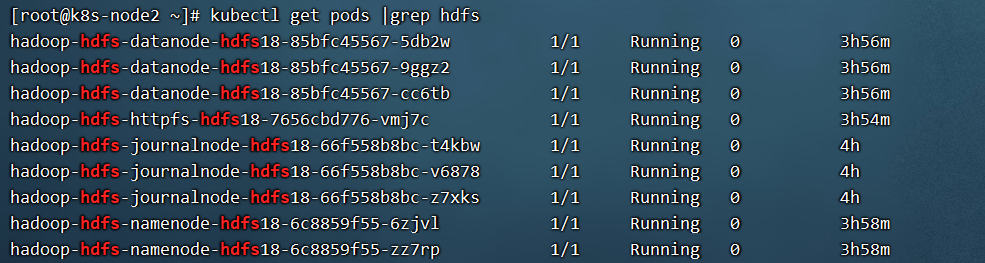 [root@k8s-node2 ~]# kubectl get pods |grep hdfs
hadoop-hdfs-datanode-hdfs18-85bfc45567-5db2w 1/1 Running 0 3h56m
hadoop-hdfs-datanode-hdfs18-85bfc45567-9ggz2 1/1 Running 0 3h56m
hadoop-hdfs-datanode-hdfs18-85bfc45567-cc6tb 1/1 Running 0 3h56m
hadoop-hdfs-httpfs-hdfs18-7656cbd776-vmj7c 1/1 Running 0 3h54m
hadoop-hdfs-journalnode-hdfs18-66f558b8bc-t4kbw 1/1 Running 0 4h
hadoop-hdfs-journalnode-hdfs18-66f558b8bc-v6878 1/1 Running 0 4h
hadoop-hdfs-journalnode-hdfs18-66f558b8bc-z7xks 1/1 Running 0 4h
hadoop-hdfs-namenode-hdfs18-6c8859f55-6zjvl 1/1 Running 0 3h58m
hadoop-hdfs-namenode-hdfs18-6c8859f55-zz7rp 1/1 Running 0 3h58m